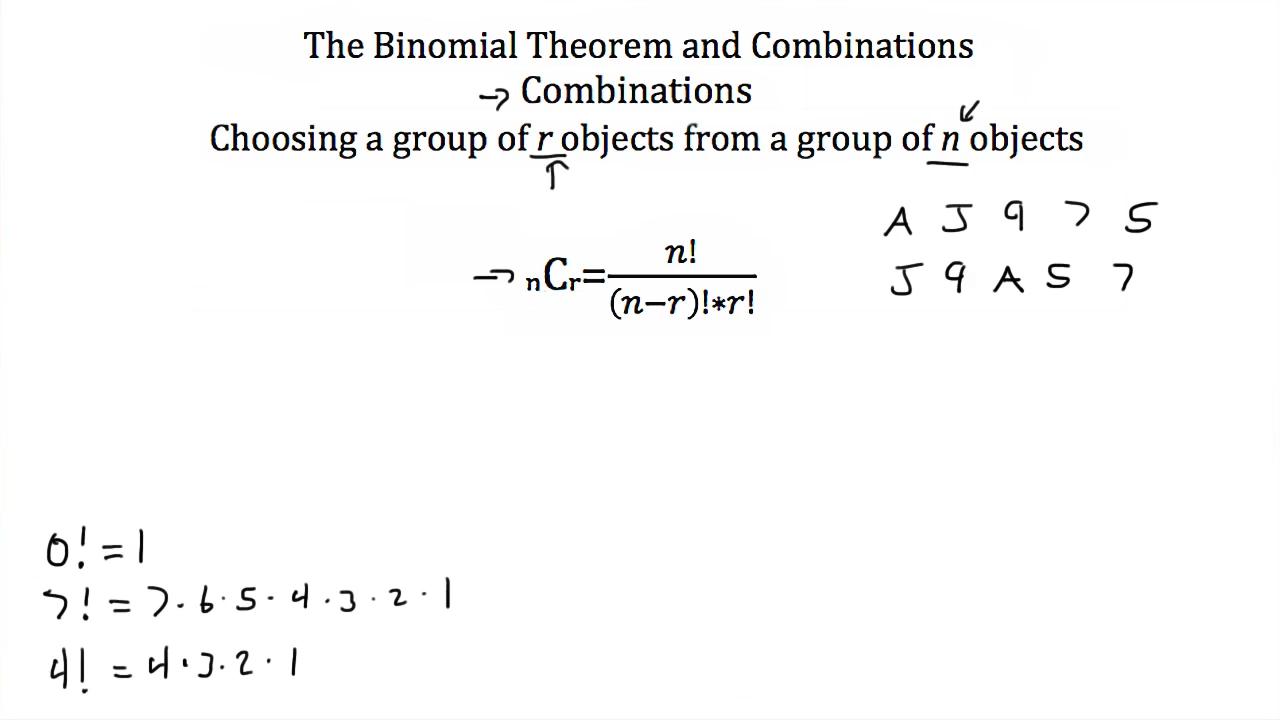 The Binomial Theorem and Combinations
→ Combinations
Choosing a group of r objects from a group of n objects
A J 9 7 5
→ nCr= n! / (n−r)!*r!
J 9 A 5 7
0! = 1
7! = 7 · 6 · 5 · 4 · 3 · 2 · 1
4! = 4 · 3 · 2 · 1